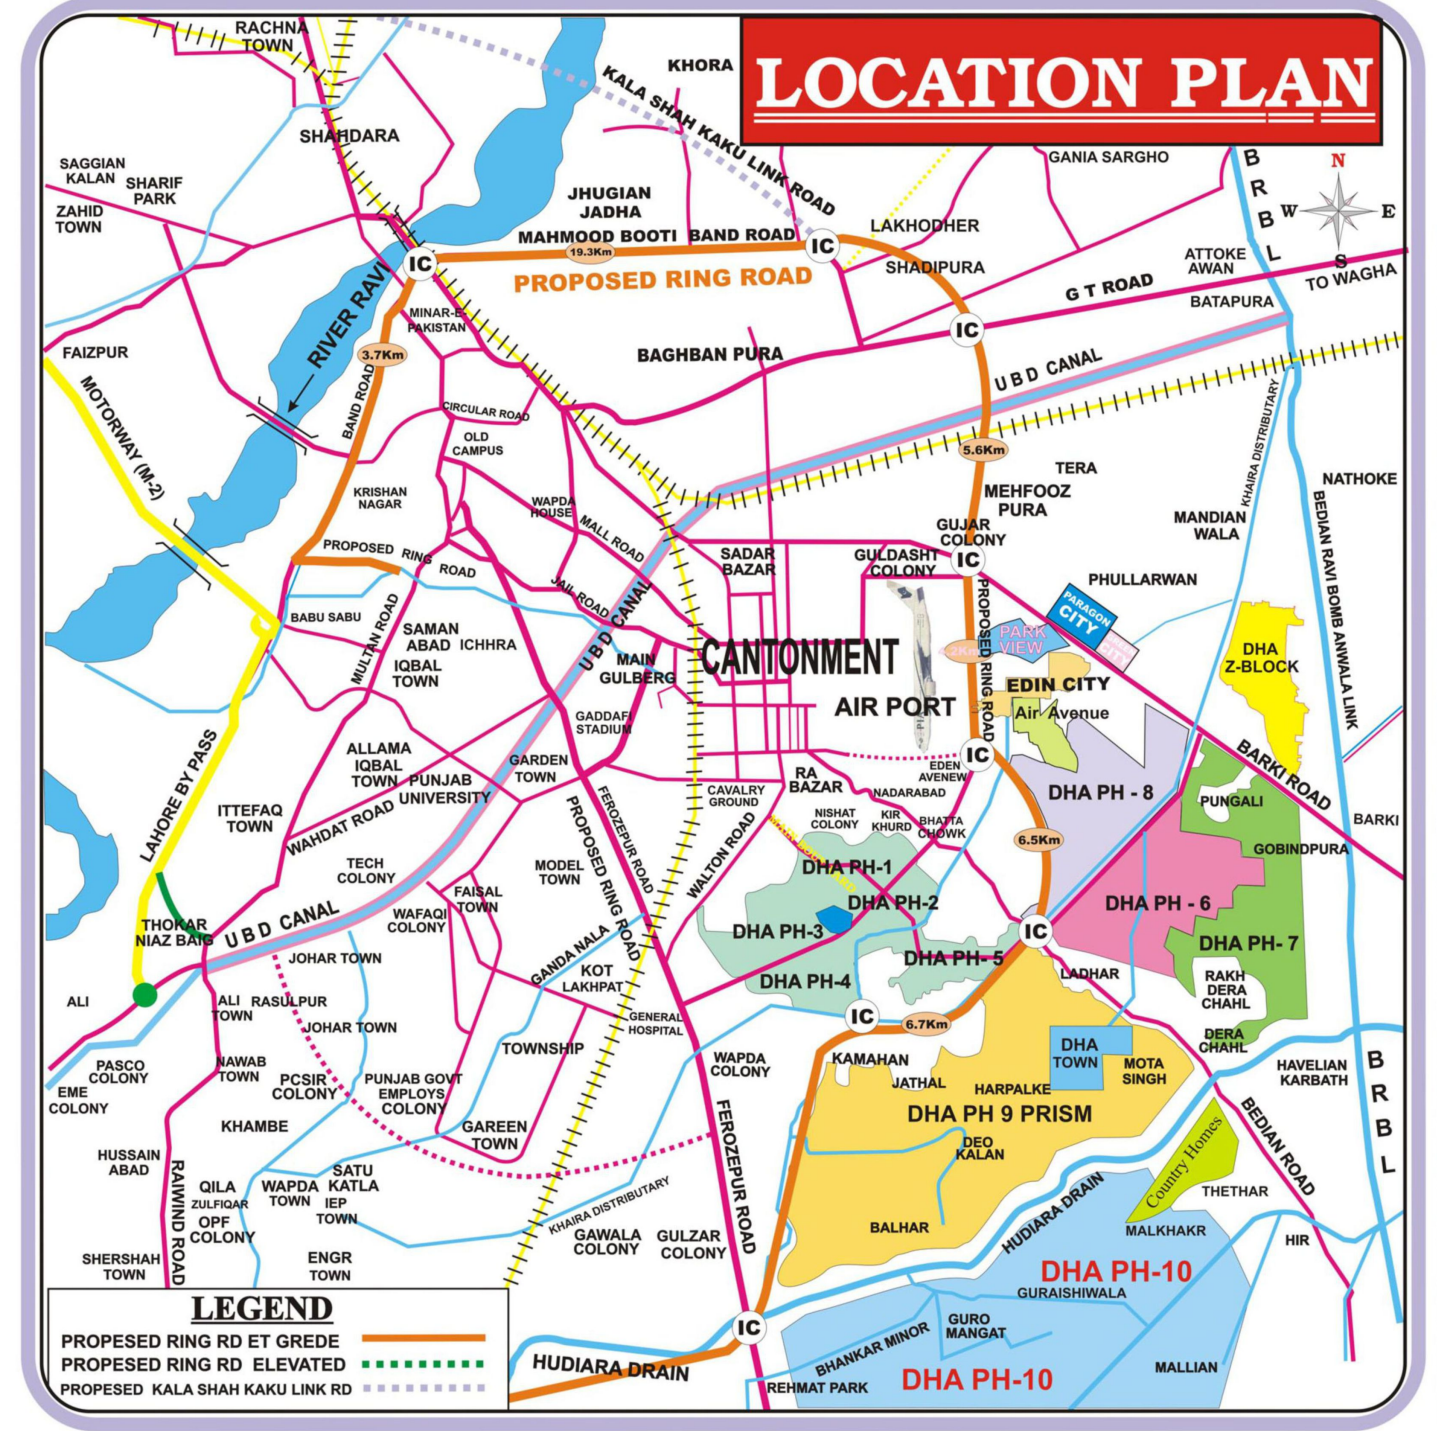 LOCATION PLAN
RACHNA
TOWN
KHORA
KALA SHAH KAKU LINK ROAD
SHAHDARA
GANIA SARGHO
B
R
B
L
N
W
E
S
SAGGIAN
KALAN
SHARIF
PARK
ZAHID
TOWN
JHUGIAN
JADHA
MAHMOOD BOOTI BAND ROAD
19.3Km
IC
IC
PROPOSED RING ROAD
LAKHODHER
SHADIPURA
ATTOKE
AWAN
G T ROAD
TO WAGHA
BATAPURA
RIVER RAVI
MINAR-E-
PAKISTAN
IC
FAIZPUR
3.7Km
BAGHBAN PURA
U B D CANAL
MOTORWAY (M-2)
BAND ROAD
CIRCULAR ROAD
OLD
CAMPUS
5.6Km
KHAIRA DISTRIBUTARY
TERA
NATHOKE
KRISHAN
NAGAR
WAPDA
HOUSE
MALL ROAD
MEHFOOZ
PURA
MANDIAN
WALA
BEDIAN RAVI BOMB ANWALA LINK
GUJAR
COLONY
PROPOSED RING ROAD
SADAR
BAZAR
GULDASHT
COLONY
IC
PHULLARWAN
JAIL ROAD
U B D CANAL
PROPOSED RING ROAD
PARAGON
CITY
CITY
PARK
VIEW
BABU SABU
MULTAN ROAD
SAMAN
ABAD
ICHHRA
IQBAL
TOWN
MAIN
GULBERG
CANTONMENT
4.2Km
DHA
Z-BLOCK
EDIN CITY
AIR PORT
Air Avenue
GADDAFI
STADIUM
LAHORE BY PASS
ALLAMA
IQBAL
TOWN
PUNJAB
UNIVERSITY
GARDEN
TOWN
IC
EDEN
AVENEW
BARKI ROAD
RA
BAZAR
NADARABAD
CAVALRY
GROUND
DHA PH - 8
PUNGALI
ITTEFAQ
TOWN
WAHDAT ROAD
PROPOSED RING ROAD
FEROZEPUR ROAD
WALTON ROAD
NISHAT
COLONY
KIR
KHURD
BHATTA
CHOWK
BARKI
6.5Km
GOBINDPURA
TECH
COLONY
MODEL
TOWN
DHA PH-1
FAISAL
TOWN
DHA PH-2
DHA PH - 6
THOKAR
NIAZ BAIG
U B D CANAL
WAFAQI
COLONY
DHA PH-3
IC
DHA PH- 7
JOHAR TOWN
GANDA NALA
KOT
LAKHPAT
DHA PH- 5
LADHAR
DHA PH-4
RAKH
DERA
CHAHL
ALI
ALI
TOWN
RASULPUR
JOHAR TOWN
GENERAL
HOSPITAL
IC
6.7Km
DERA
CHAHL
TOWNSHIP
DHA
TOWN
PASCO
COLONY
NAWAB
TOWN
WAPDA
COLONY
KAMAHAN
MOTA
SINGH
HAVELIAN
KARBATH
B
R
B
L
EME
COLONY
PCSIR
COLONY
PUNJAB GOVT
EMPLOYS
COLONY
JATHAL
HARPALKE
DHA PH 9 PRISM
KHAMBE
GAREEN
TOWN
FEROZEPUR ROAD
DEO
KALAN
BEDIAN ROAD
Country Homes
HUSSAIN
ABAD
RAIWIND ROAD
SATU
KATLA
QILA
ZULFIQAR
WAPDA
TOWN
IEP
TOWN
OPF
COLONY
KHAIRA DISTRIBUTARY
HUDIARA DRAIN
THETHAR
BALHAR
GAWALA
COLONY
GULZAR
COLONY
MALKHAKR
HIR
SHERSHAH
TOWN
ENGR
TOWN
DHA PH-10
GURAISHIWALA
LEGEND
PROPESED RING RD ET GREDE
PROPESED RING RD ELEVATED
PROPESED KALA SHAH KAKU LINK RD
IC
GURO
MANGAT
BHANKAR MINOR
HUDIARA DRAIN
MALLIAN
REHMAT PARK
DHA PH-10